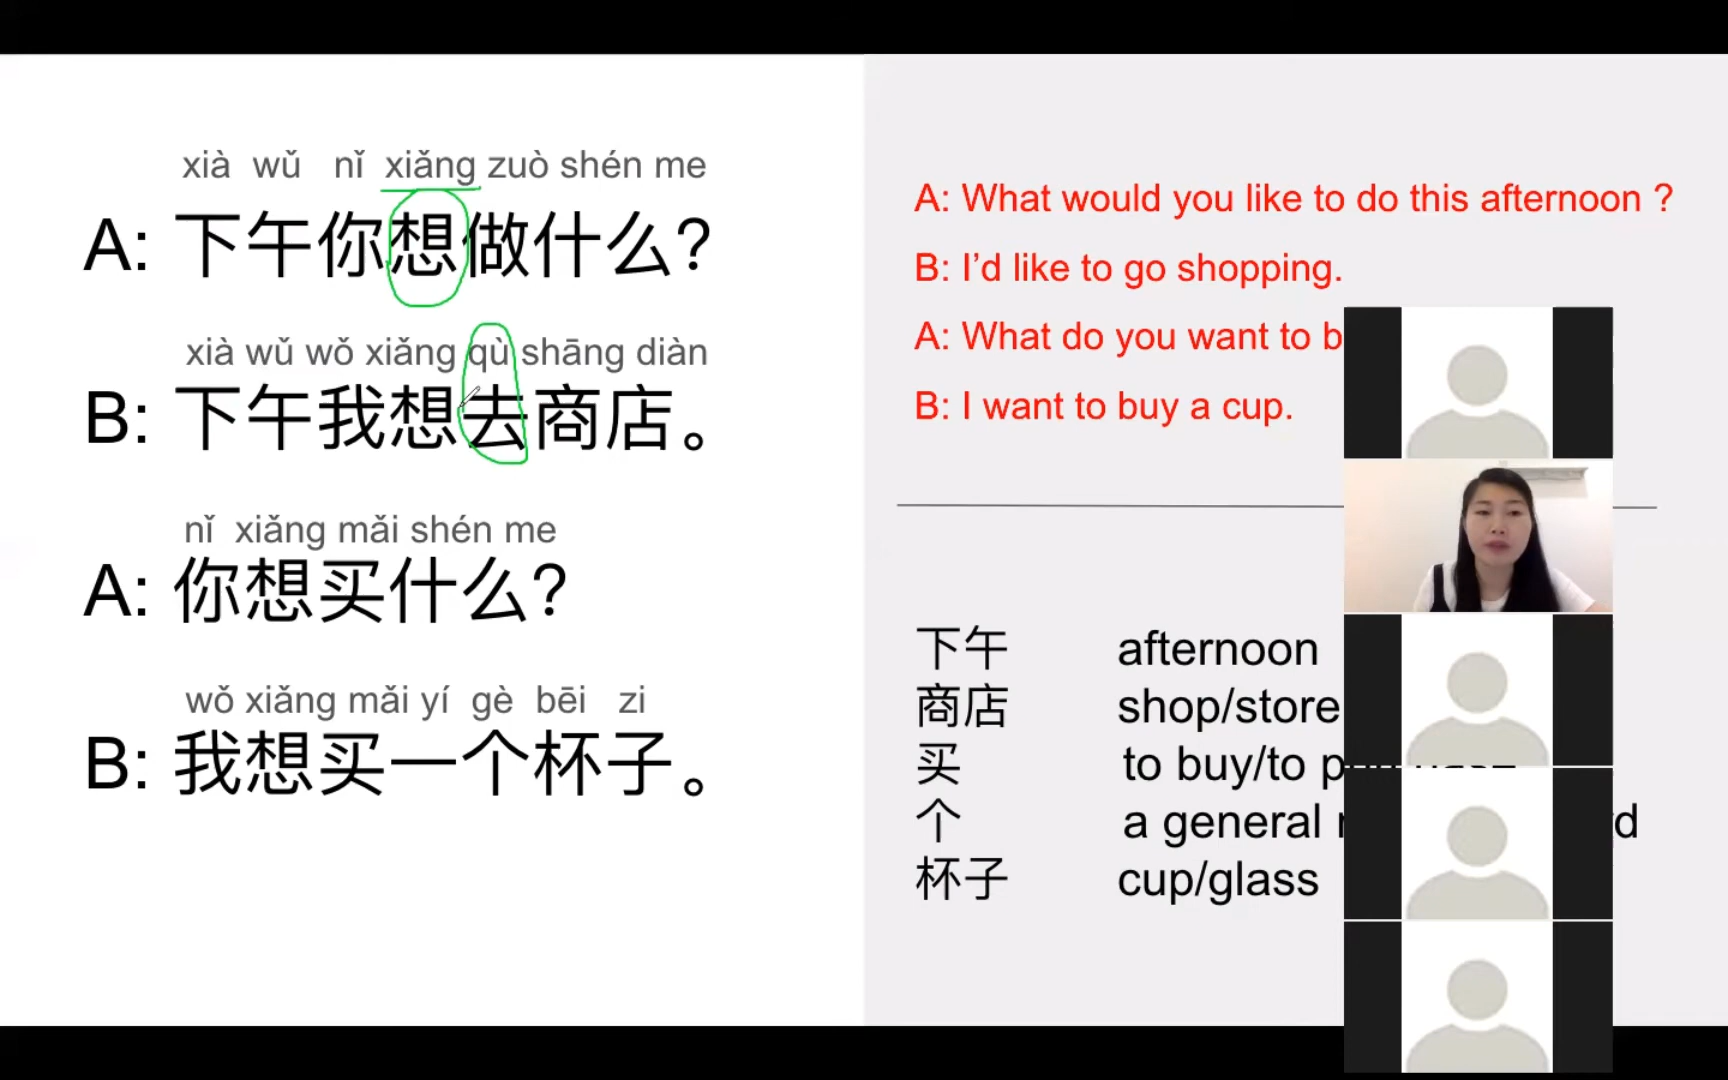 xià wǔ nǐ xiǎng zuò shén me
A: 下午你想做什么?
xià wǔ wǒ xiǎng qù shāng diàn
B: 下午我想去商店。
nǐ xiǎng mǎi shén me
A: 你想买什么?
wǒ xiǎng mǎi yí gè bēi zi
B: 我想买一个杯子。
A: What would you like to do this afternoon ?
B: I’d like to go shopping.
A: What do you want to
B: I want to buy a cup.
下午 afternoon
商店 shop/store
买 to buy/to
个 a general
杯子 cup/glass